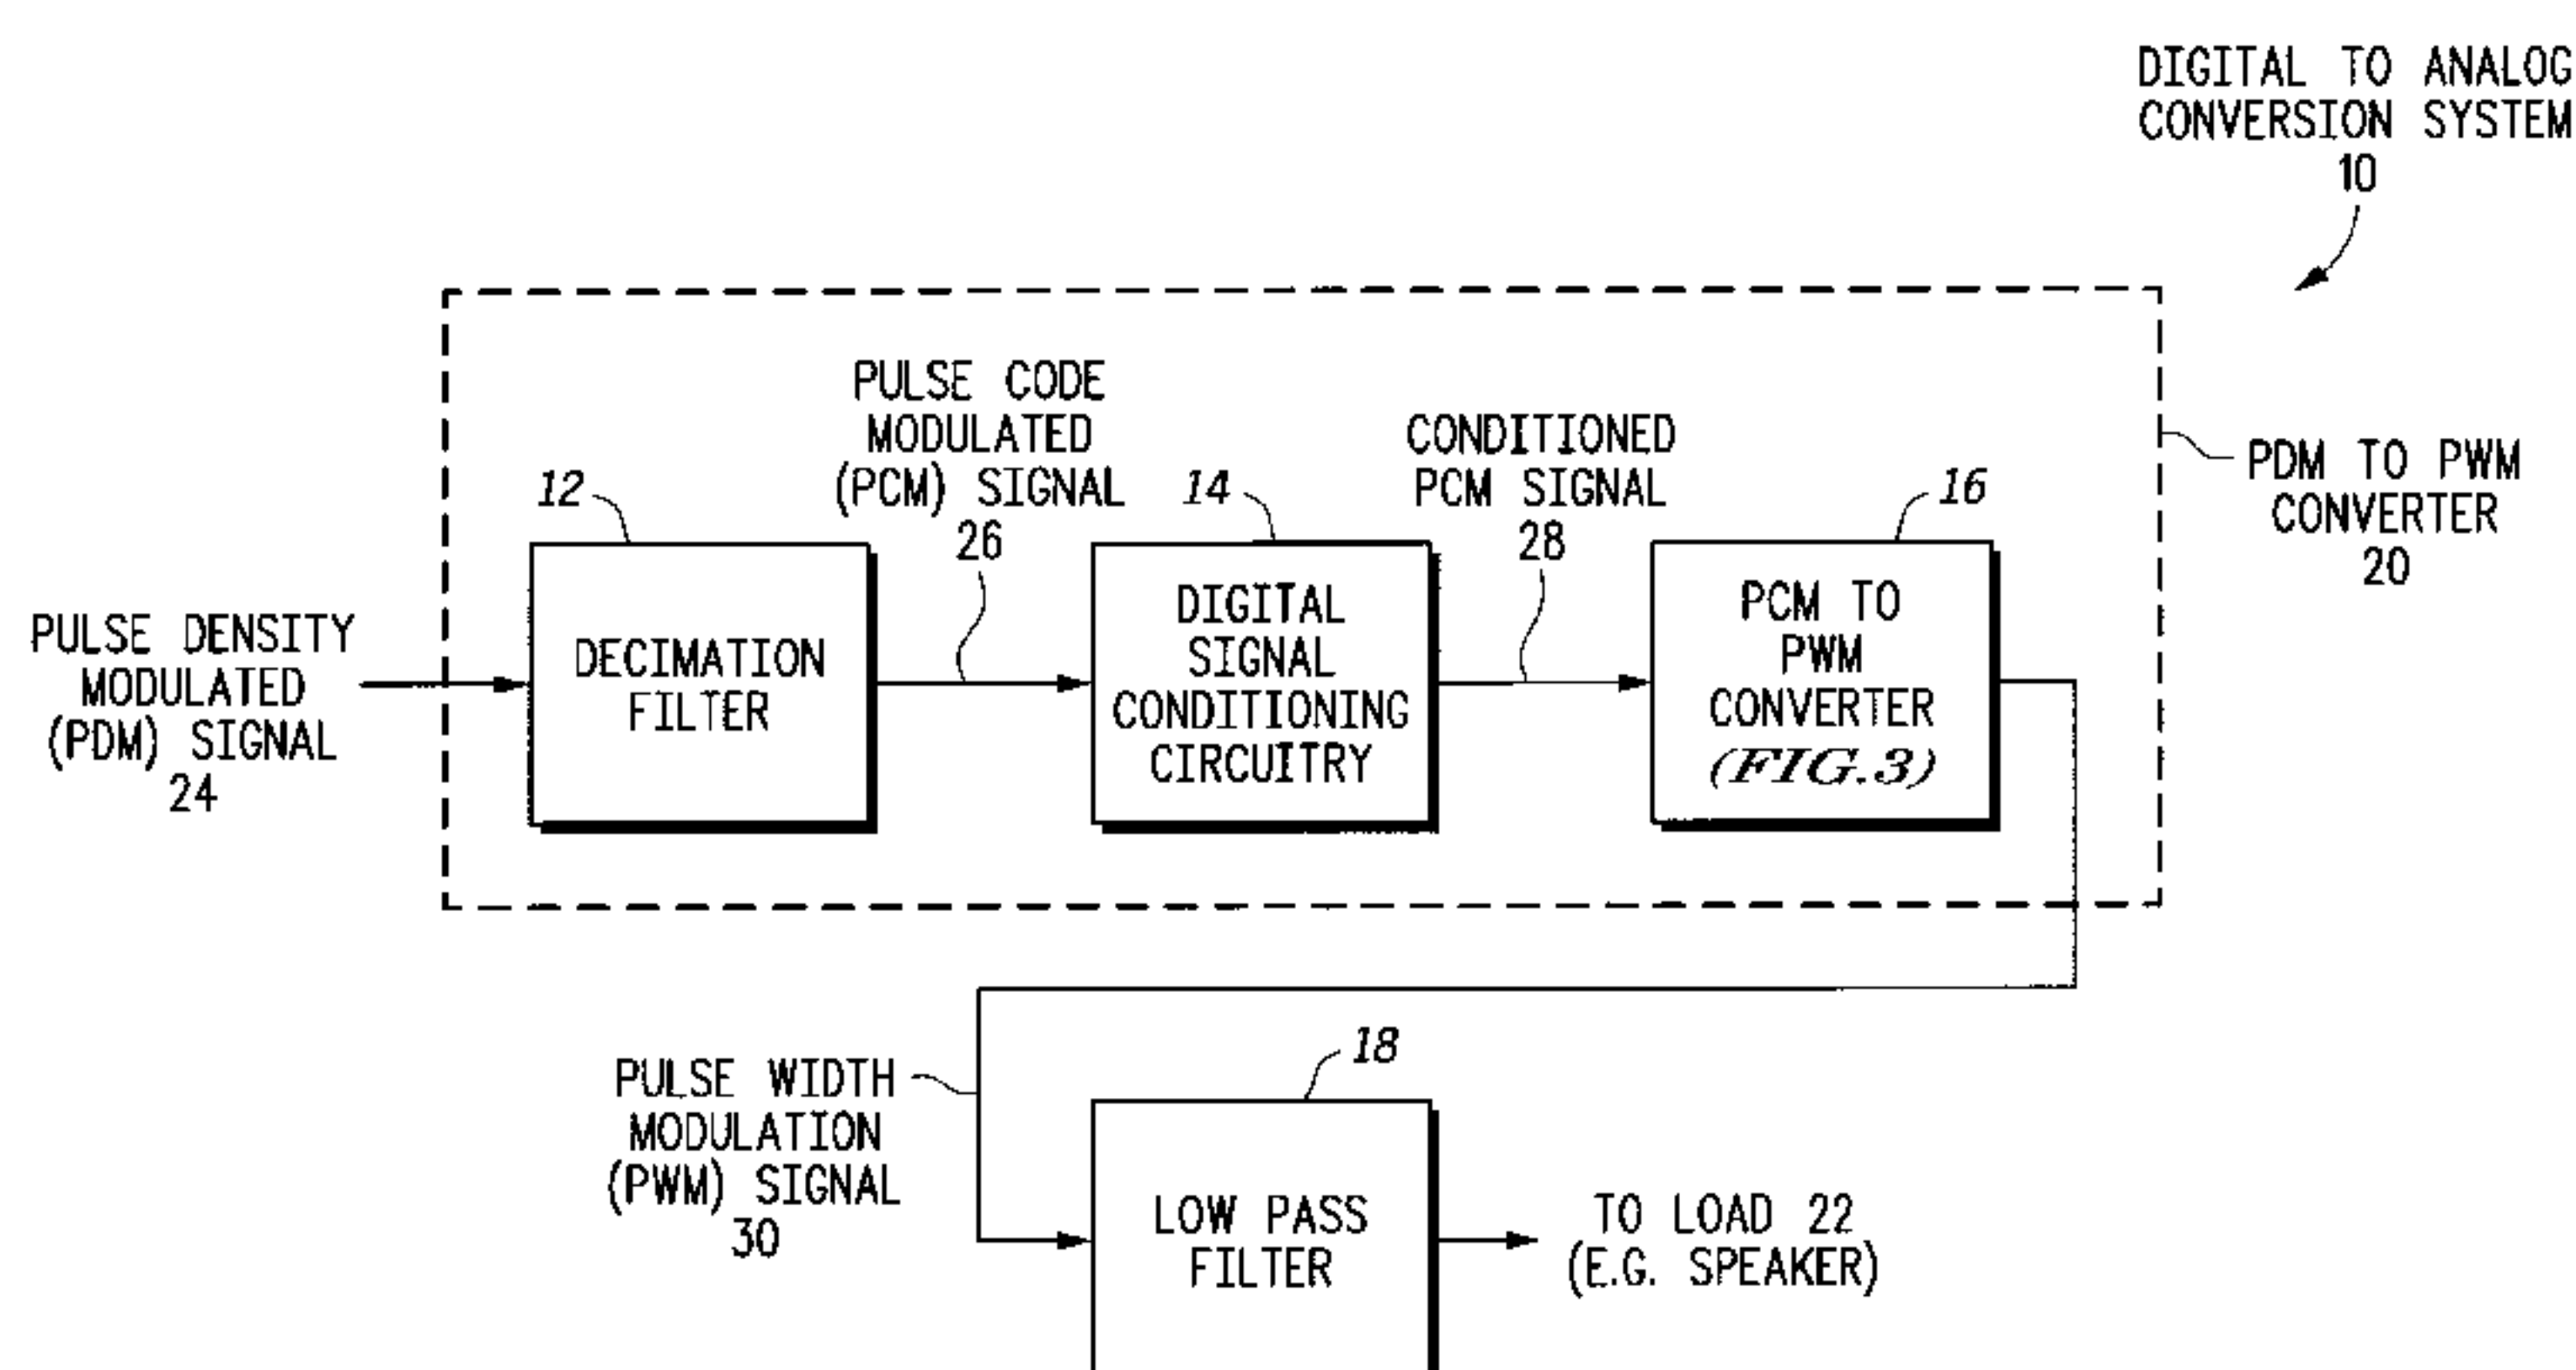 DIGITAL TO ANALOG
CONVERSION SYSTEM
10
PULSE CODE
MODULATED
(PCM) SIGNAL
26
CONDITIONED
PCM SIGNAL
28
12
14
16
PDM TO PWM
CONVERTER
20
PULSE DENSITY
MODULATED
(PDM) SIGNAL
24
DECIMATION
FILTER
DIGITAL
SIGNAL
CONDITIONING
CIRCUITRY
PCM TO
PWM
CONVERTER
(FIG.3)
PULSE WIDTH
MODULATION
(PWM) SIGNAL
30
18
LOW PASS
FILTER
TO LOAD 22
(E.G. SPEAKER)